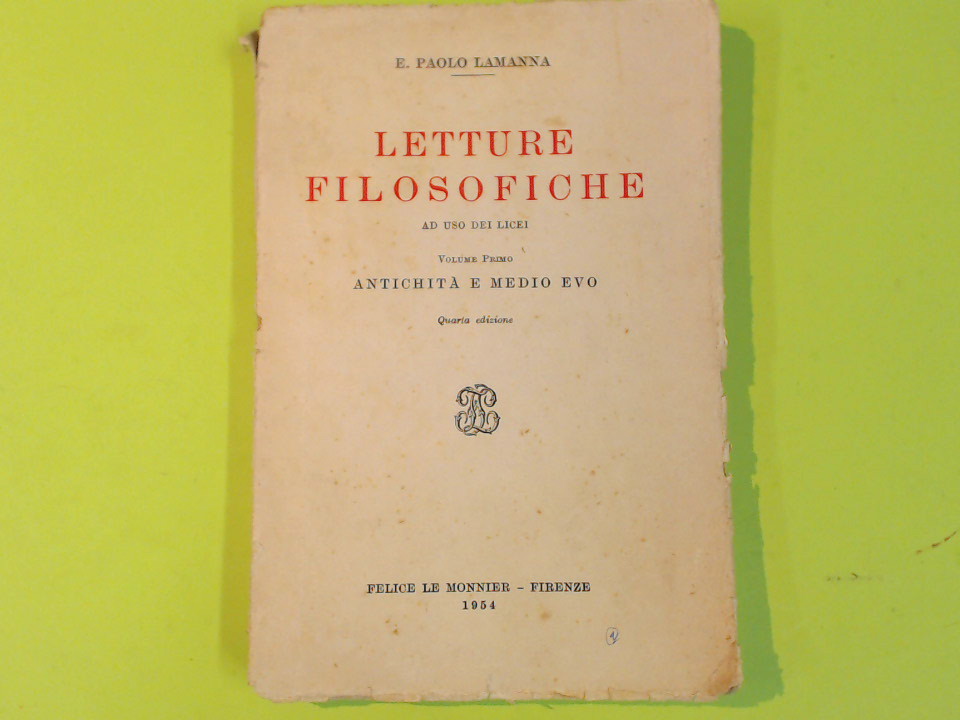 E. PAOLO LAMANNA
LETTURE
FILOSOFICHE
AD USO DEI LICEI
VOLUME PRIMO
ANTICHITÀ E MEDIO EVO
Quarta edizione
FELICE LE MONNIER – FIRENZE
1954